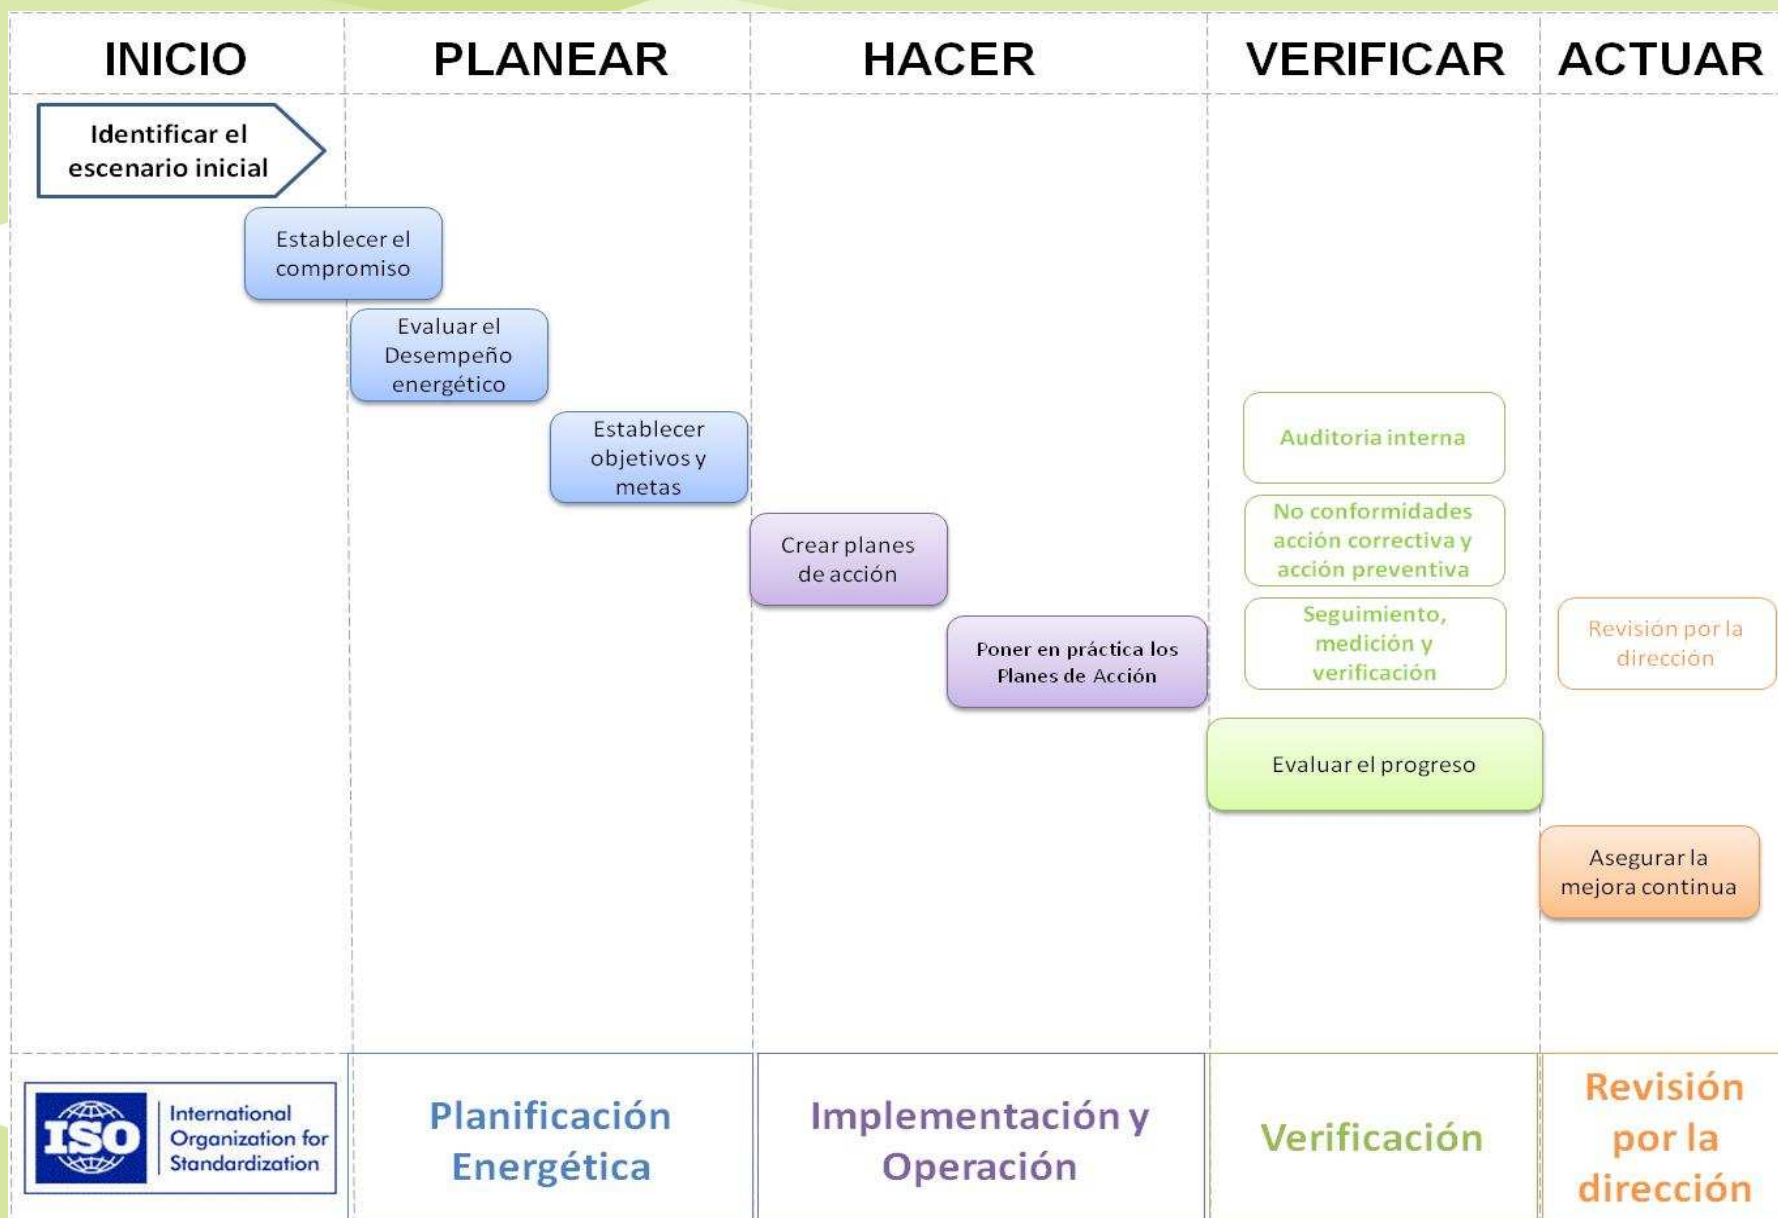 INICIO
PLANEAR
HACER
VERIFICAR
ACTUAR
Identificar el
escenario inicial
Establecer el
compromiso
Evaluar el
Desempeño
energético
Establecer
objetivos y
metas
Crear planes
de acción
Poner en práctica los
Planes de Acción
Auditoria interna
No conformidades
acción correctiva y
acción preventiva
Seguimiento,
medición y
verificación
Revisión por la
dirección
Evaluar el progreso
Asegurar la
mejora continua
ISO
International
Organization for
Standardization
Planificación
Energética
Implementación y
Operación
Verificación
Revisión
por la
dirección